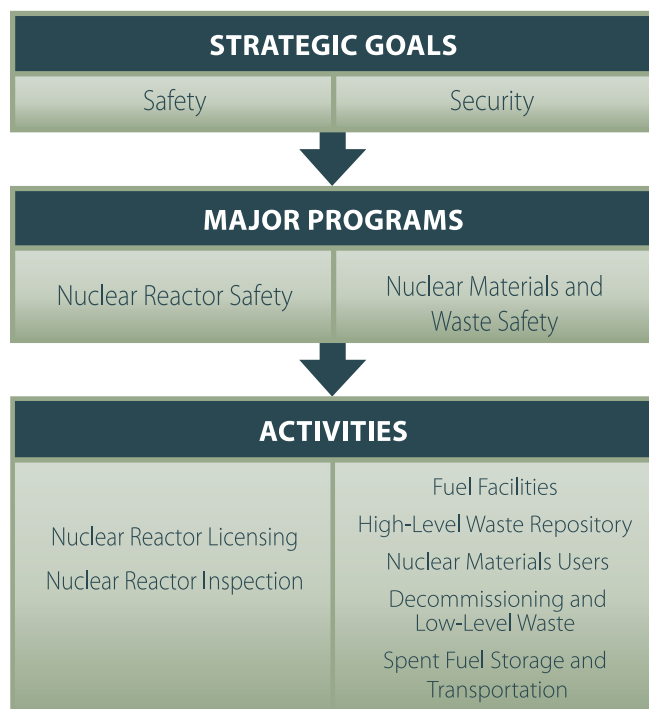 STRATEGIC GOALS
Safety
Security
MAJOR PROGRAMS
Nuclear Reactor Safety
Nuclear Materials and
Waste Safety
ACTIVITIES
Nuclear Reactor Licensing
Nuclear Reactor Inspection
Fuel Facilities
High-Level Waste Repository
Nuclear Materials Users
Decommissioning and
Low-Level Waste
Spent Fuel Storage and
Transportation